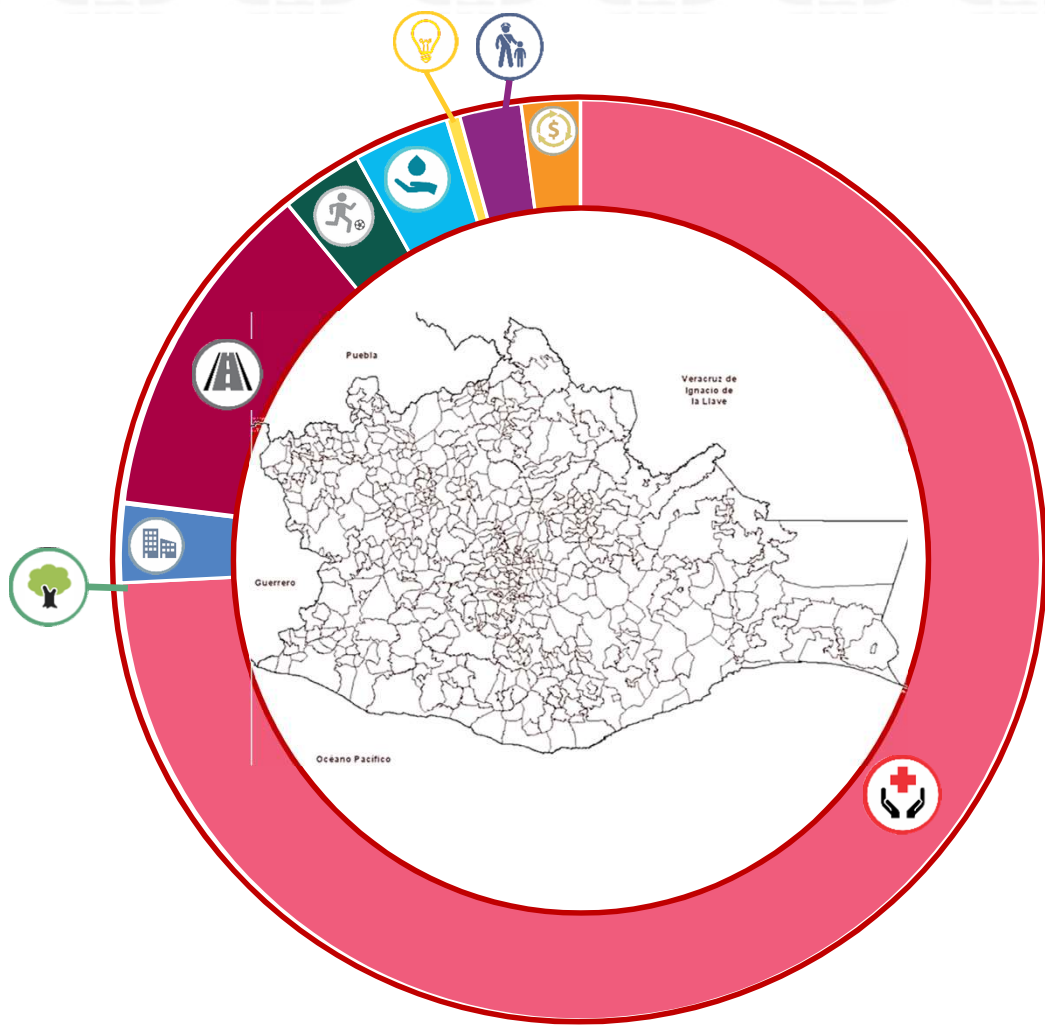 $
Puebla
Veracruz de
Ignacio de
la Llave
Guerrero
Océano Pacífico